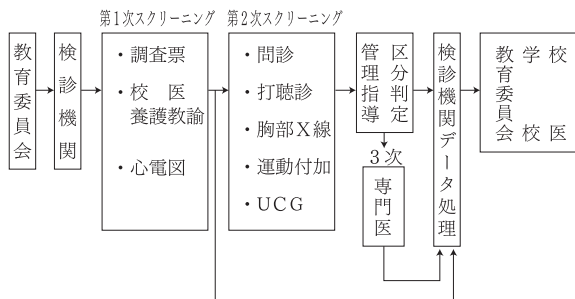 第1次スクリーニング
第2次スクリーニング
教育委員会
検診機関
・調査票
・校　医
養護教諭
・心電図
・問診
・打聴診
・胸部X線
・運動付加
・UCG
区分判定
管理指導
3次
専門医
検診機関データ処理
学校
校医
教育委員会